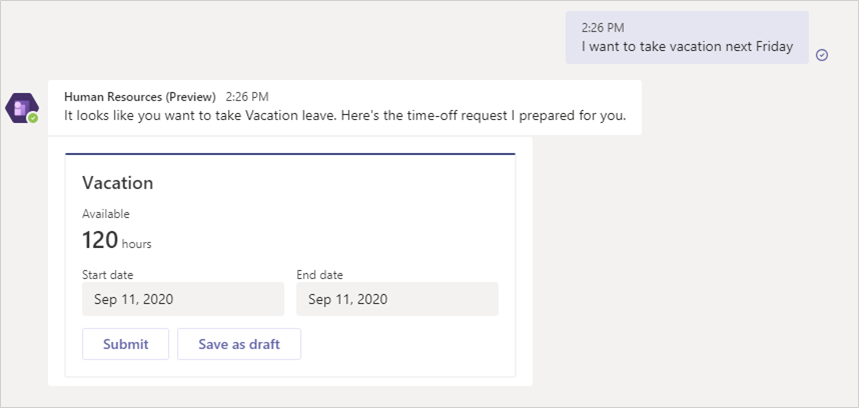 2:26 PM
I want to take vacation next Friday
Human Resources (Preview) 2:26 PM
It looks like you want to take Vacation leave. Here's the time-off request I prepared for you.
Vacation
Available
120 hours
Start date End date
Sep 11, 2020 Sep 11, 2020
Submit Save as draft